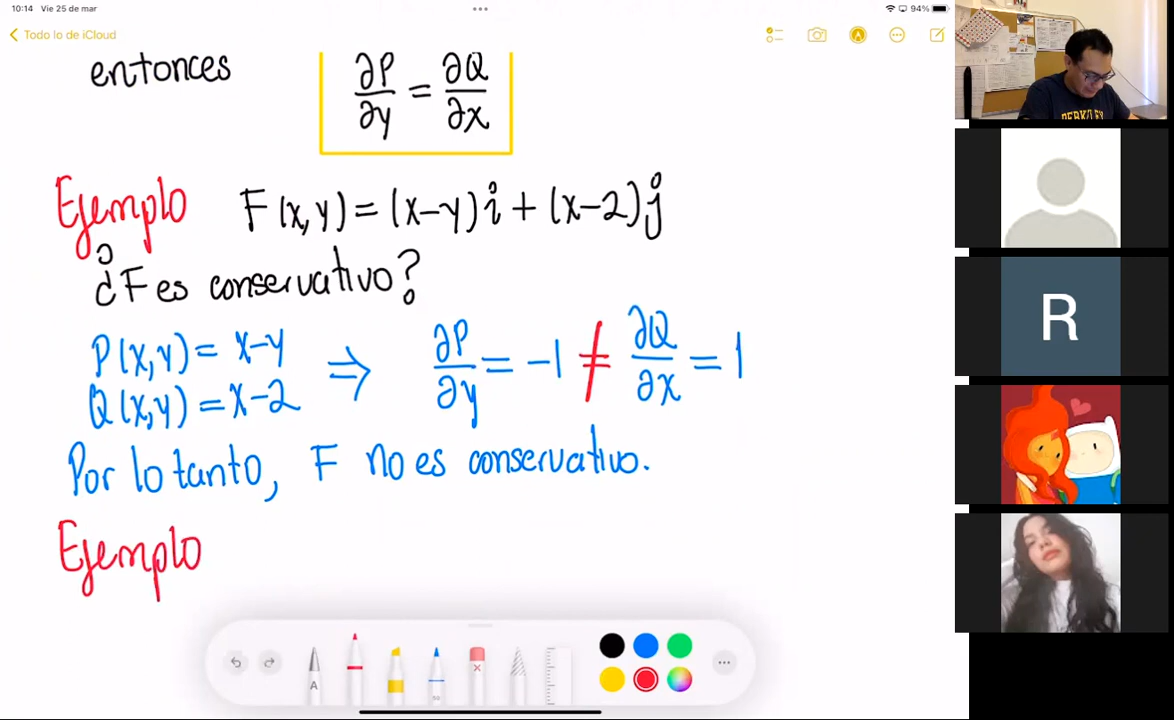 10:14 Vie 25 de mar
94%
Todo lo de iCloud
entonces ∂P/∂y = ∂Q/∂x
Ejemplo F(x,y)=(x-y)i+(x-2)j
¿F es conservativo?
P(x,y)= x-y
Q(x,y)=x-2
⇒ ∂P/∂y = -1 ≠ ∂Q/∂x = 1
Por lo tanto, F no es conservativo.
Ejemplo
A
R
BERKELEY